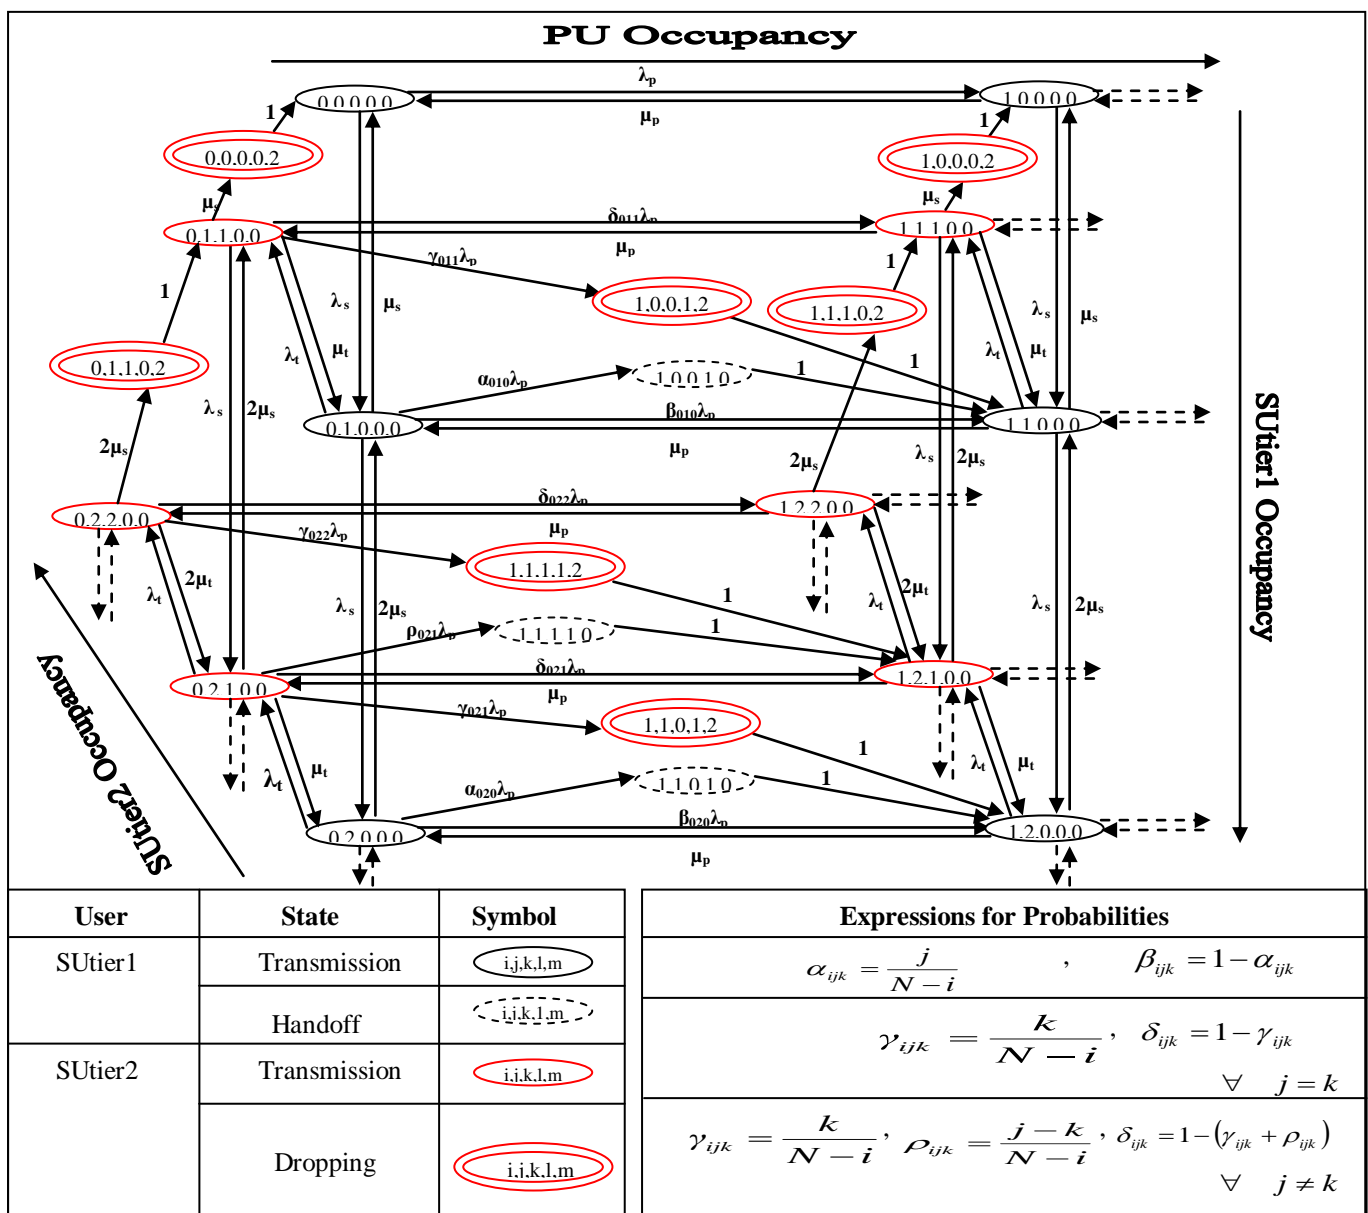 PU Occupancy
λp
0 0 0 0 0
1 0 0 0 0
μp
1
1
0,0,0,0,2
1,0,0,0,2
μs
μs
δ011λp
0,1,1,0,0
1 1 1 0 0
μp
γ011λp
1
1
1,0,0,1,2
1,1,1,0,2
λs
μs
λs
μs
λt
μt
λt
μt
0,1,1,0,2
1
α010λp
1 0 0 1 0
1
λs
2μs
β010λp
0,1,0,0,0
1 1 0 0 0
μp
2μs
2μs
λs
2μs
SUtier1 Occupancy
δ022λp
0,2,2,0,0
1,2,2,0,0
μp
γ022λp
1,1,1,1,2
λt
2μt
λt
2μt
1
λs
2μs
λs
2μs
ρ021λp
1 1 1 1 0
1
δ021λp
0,2,1,0,0
1,2,1,0,0
μp
γ021λp
1,1,0,1,2
1
SUtier2 Occupancy
λt
μt
λt
μt
α020λp
1 1 0 1 0
1
β020λp
0,2,0,0,0
1,2,0,0,0
μp
User State Symbol
SUtier1 Transmission i,j,k,l,m
Handoff i,j,k,l,m
SUtier2 Transmission i,j,k,l,m
Dropping i,j,k,l,m
Expressions for Probabilities
αijk = j / N − i , βijk = 1 − αijk
γijk = k / N − i , δijk = 1 − γijk
∀ j = k
γijk = k / N − i , ρijk = j − k / N − i , δijk = 1 − (γijk + ρijk)
∀ j ≠ k